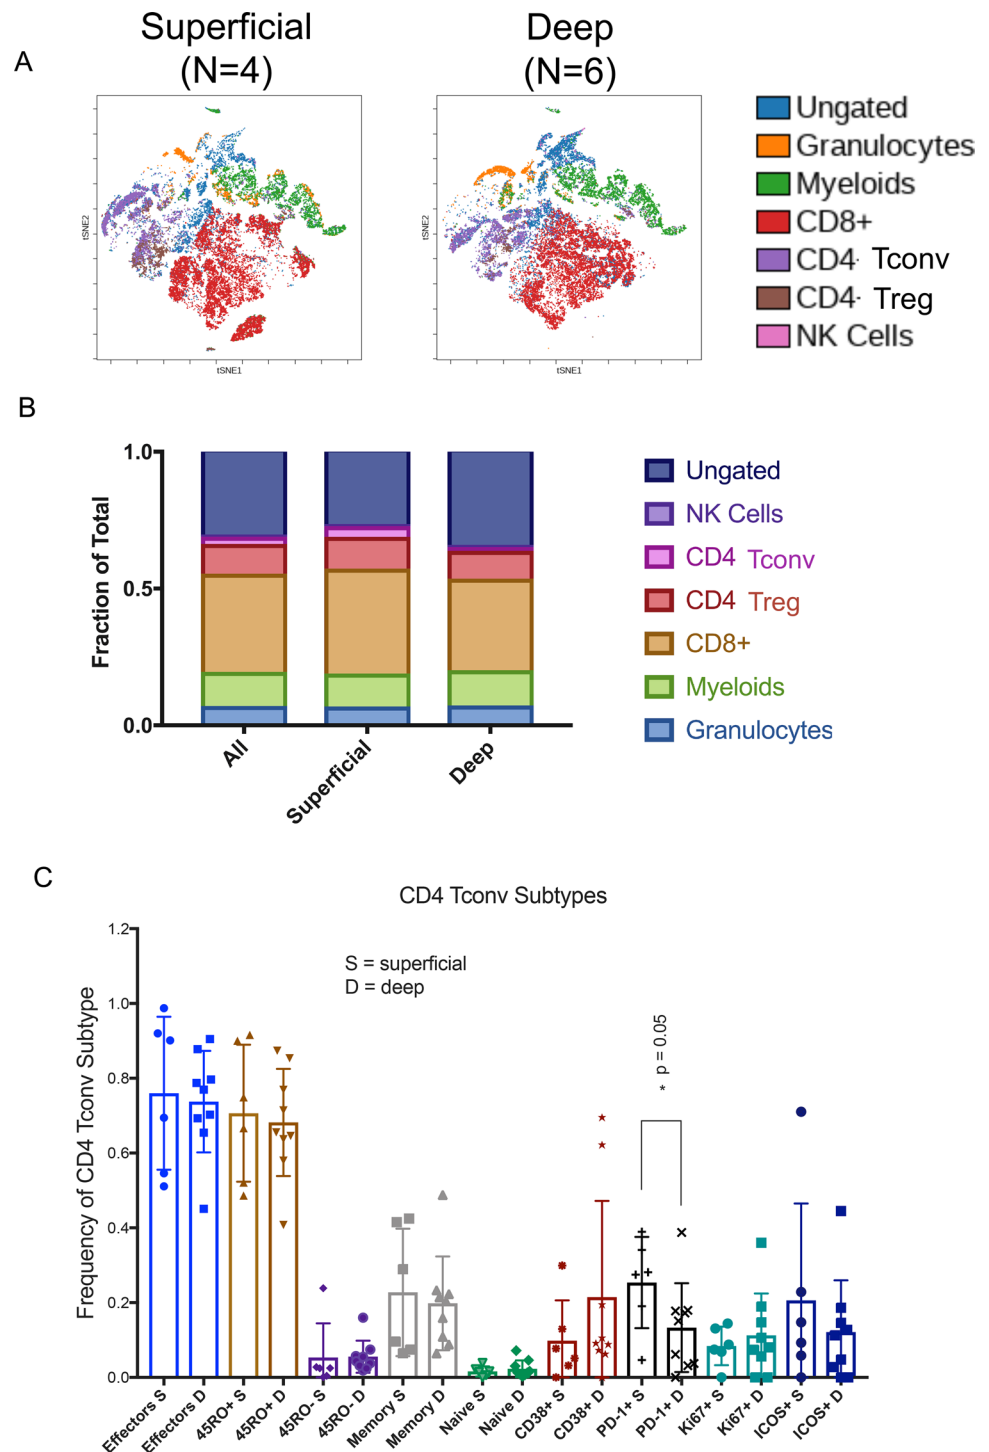 Superficial
(N=4)
Deep
(N=6)
A
tSNE2
tSNE1
tSNE2
tSNE1
Ungated
Granulocytes
Myeloids
CD8+
CD4 Tconv
CD4 Treg
NK Cells
B
Fraction of Total
1.0
0.5
0.0
All
Superficial
Deep
Ungated
NK Cells
CD4 Tconv
CD4 Treg
CD8+
Myeloids
Granulocytes
C
CD4 Tconv Subtypes
S = superficial
D = deep
Frequency of CD4 Tconv Subtype
1.2
1.0
0.8
0.6
0.4
0.2
0.0
* p = 0.05
Effectors S
Effectors D
45RO+ S
45RO+ D
45RO- S
45RO- D
Memory S
Memory D
Naive S
Naive D
CD38+ S
CD38+ D
PD-1+ S
PD-1+ D
Ki67+ S
Ki67+ D
ICOS+ S
ICOS+ D